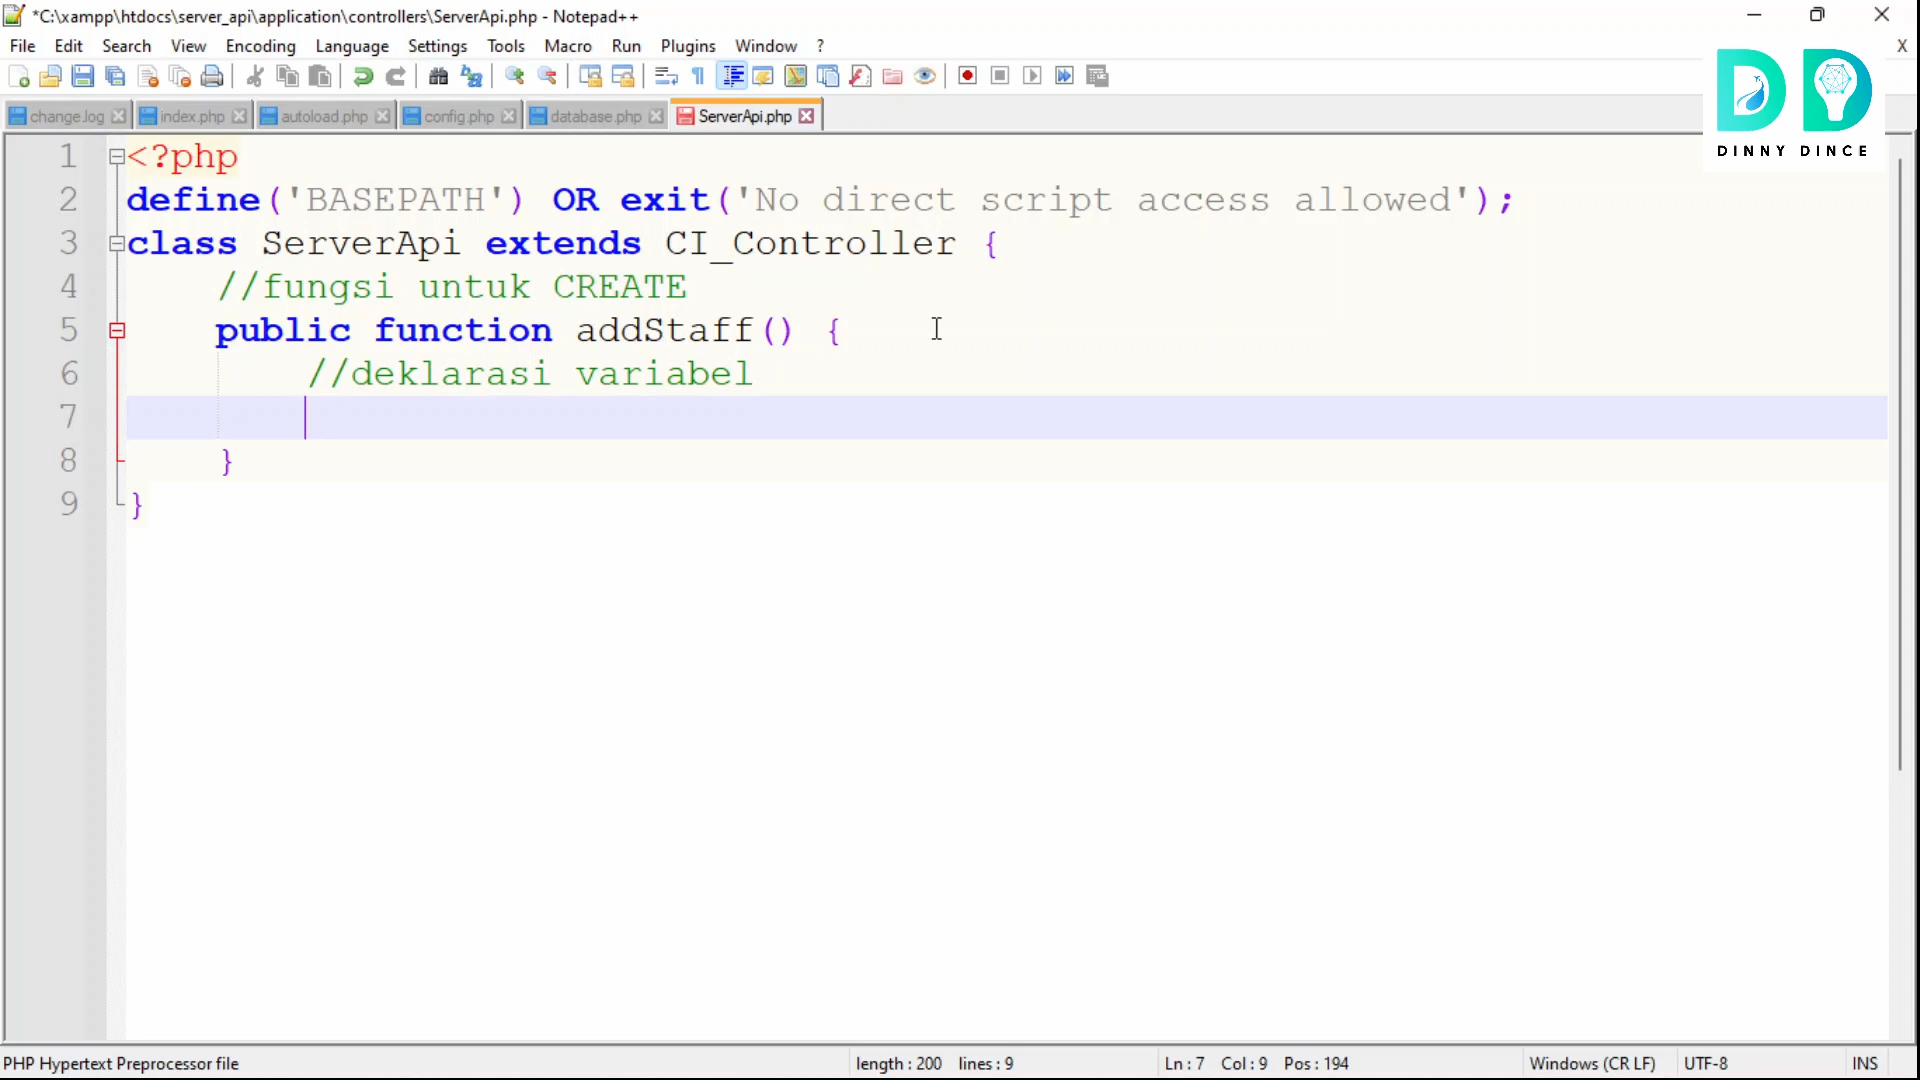 *C:\xampp\htdocs\server_api\application\controllers\ServerApi.php - Notepad++
File Edit Search View Encoding Language Settings Tools Macro Run Plugins Window ? X
change.log index.php autoload.php config.php database.php ServerApi.php
DINNY DINCE
1 <?php
2 define('BASEPATH') OR exit('No direct script access allowed');
3 class ServerApi extends CI_Controller {
4 //fungsi untuk CREATE
5 public function addStaff() {
6 //deklarasi variabel
7
8 }
9 }
PHP Hypertext Preprocessor file length : 200 lines : 9 Ln : 7 Col : 9 Pos : 194 Windows (CR LF) UTF-8 INS